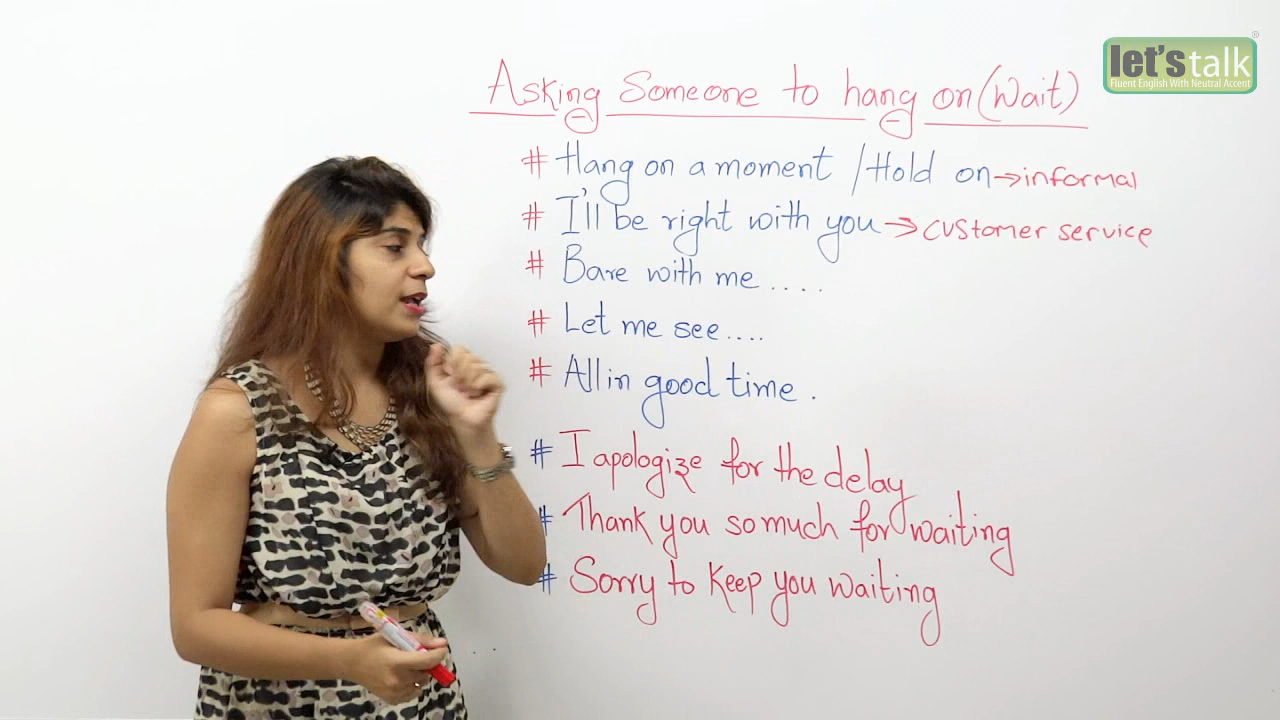 let's talk ®
Fluent English With Neutral Accent
Asking Someone to hang on (Wait)
# Hang on a moment / Hold on → informal
# I'll be right with you → customer service
# Bare with me ....
# Let me see....
# All in good time .
# I apologize for the delay
# Thank you so much for waiting
# Sorry to keep you waiting